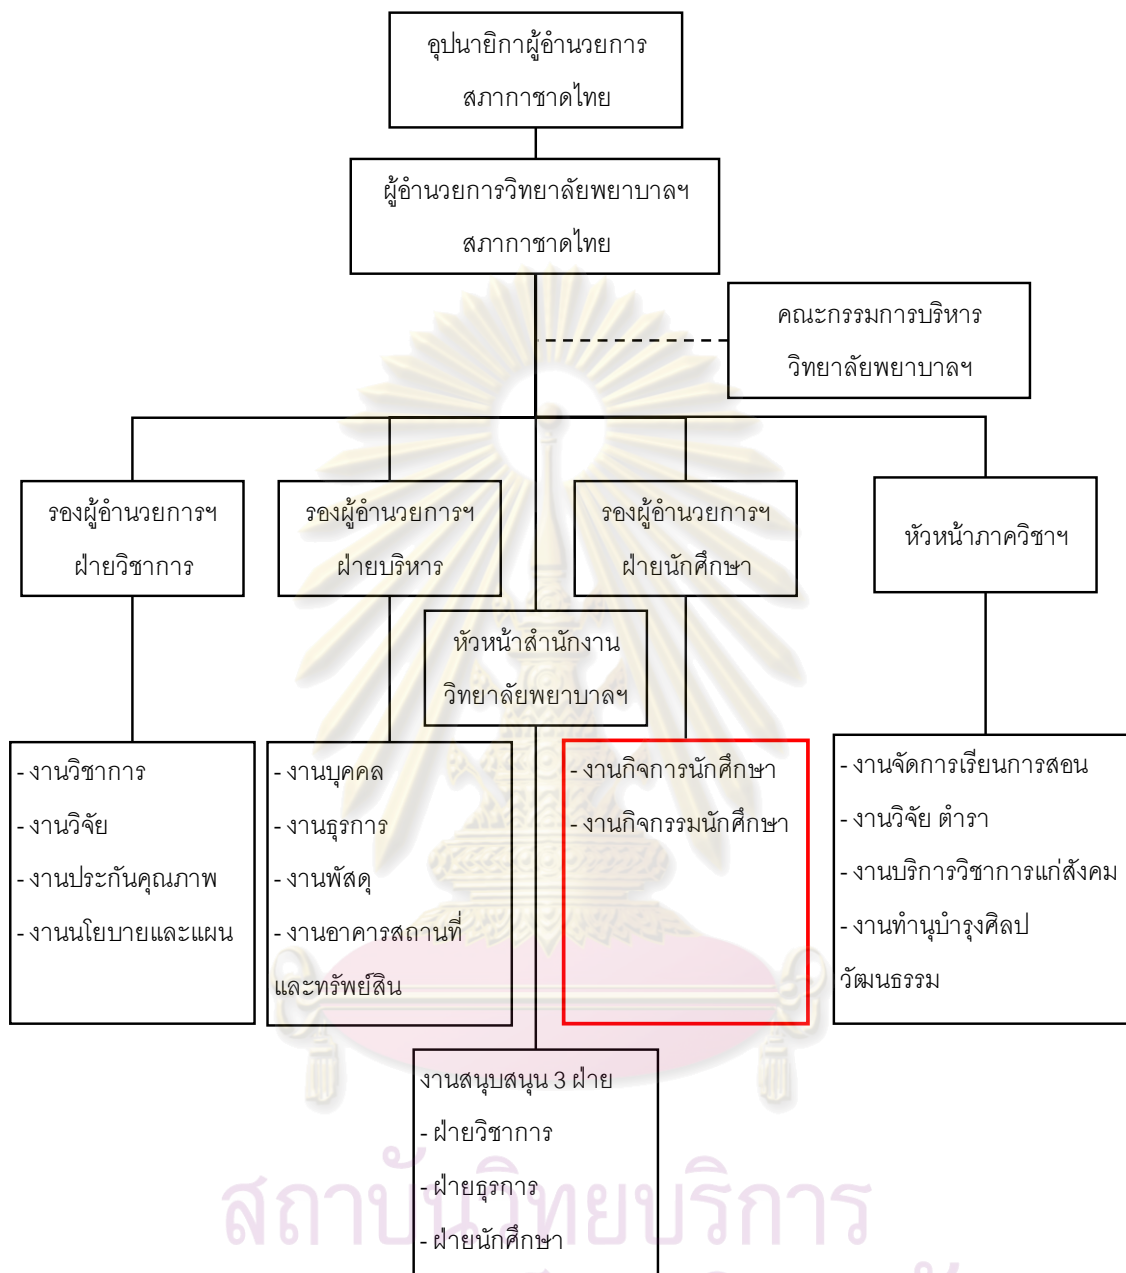 อุปนายิกาผู้อำนวยการ
สภากาชาดไทย
ผู้อำนวยการวิทยาลัยพยาบาลฯ
สภากาชาดไทย
คณะกรรมการบริหาร
วิทยาลัยพยาบาลฯ
รองผู้อำนวยการฯ
ฝ่ายวิชาการ
รองผู้อำนวยการฯ
ฝ่ายบริหาร
รองผู้อำนวยการฯ
ฝ่ายนักศึกษา
หัวหน้าภาควิชาฯ
หัวหน้าสำนักงาน
วิทยาลัยพยาบาลฯ
- งานวิชาการ
- งานวิจัย
- งานประกันคุณภาพ
- งานนโยบายและแผน
- งานบุคคล
- งานธุรการ
- งานพัสดุ
- งานอาคารสถานที่
และทรัพย์สิน
- งานกิจการนักศึกษา
- งานกิจกรรมนักศึกษา
- งานจัดการเรียนการสอน
- งานวิจัย ตำรา
- งานบริการวิชาการแก่สังคม
- งานทำนุบำรุงศิลป
วัฒนธรรม
งานสนุบสนุน 3 ฝ่าย
- ฝ่ายวิชาการ
- ฝ่ายธุรการ
- ฝ่ายนักศึกษา
สถาบันวิทยบริการ